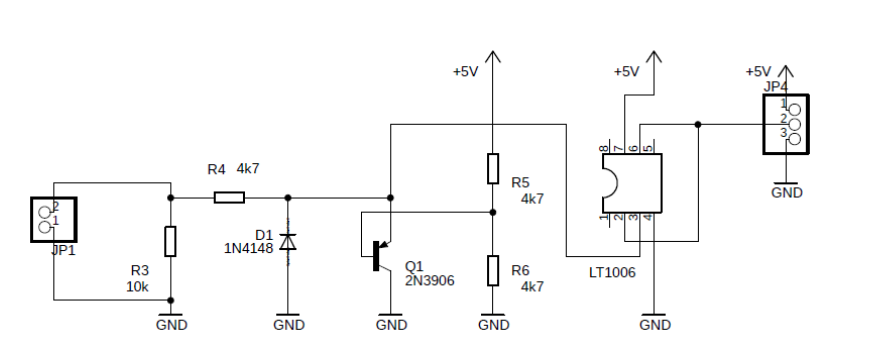 +5V
+5V
+5V
JP4
1
2
3
8
7
6
5
R4 4k7
R5
4k7
GND
2
1
JP1
1
2
3
4
D1
1N4148
R3
10k
Q1
2N3906
R6
4k7
LT1006
GND
GND
GND
GND
GND